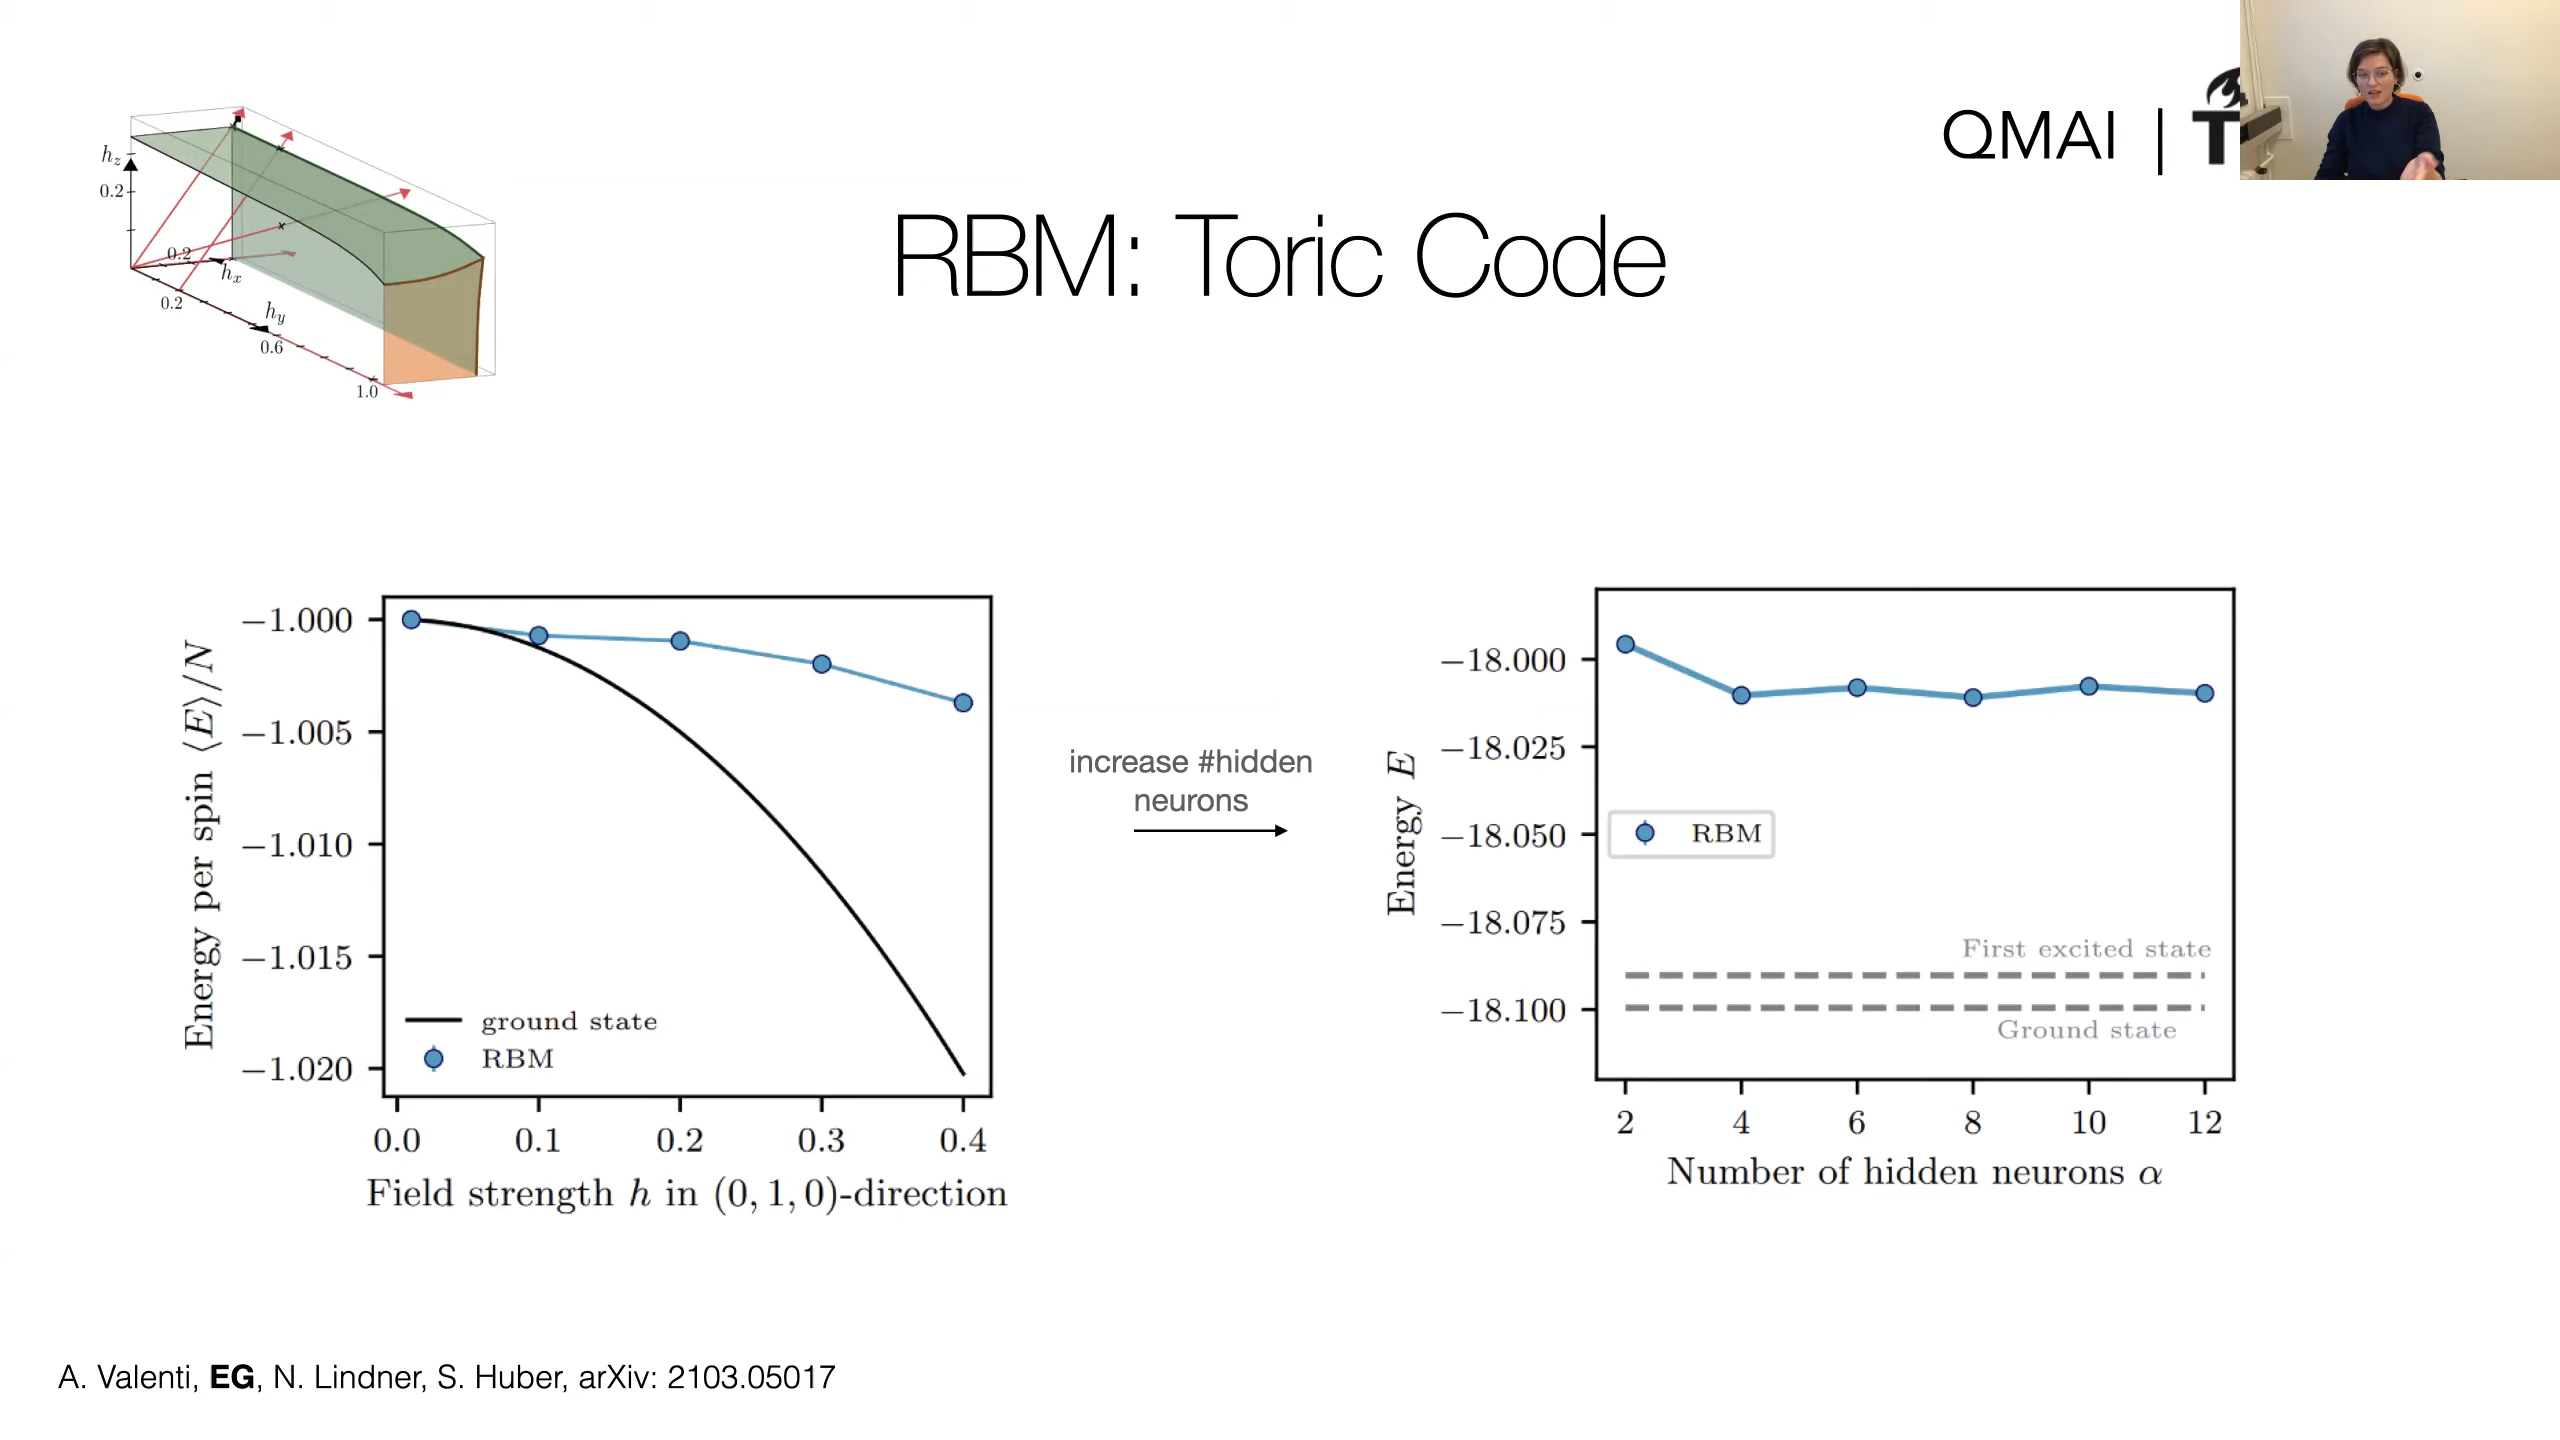 QMAI | T
RBM: Toric Code
h_z
0.2
0.2
h_x
0.2
h_y
0.6
1.0
−1.000
−1.005
−1.010
−1.015
−1.020
Energy per spin ⟨E⟩/N
ground state
RBM
0.0 0.1 0.2 0.3 0.4
Field strength h in (0, 1, 0)-direction
increase #hidden
neurons
−18.000
−18.025
−18.050
−18.075
−18.100
Energy E
RBM
First excited state
Ground state
2 4 6 8 10 12
Number of hidden neurons α
A. Valenti, EG, N. Lindner, S. Huber, arXiv: 2103.05017